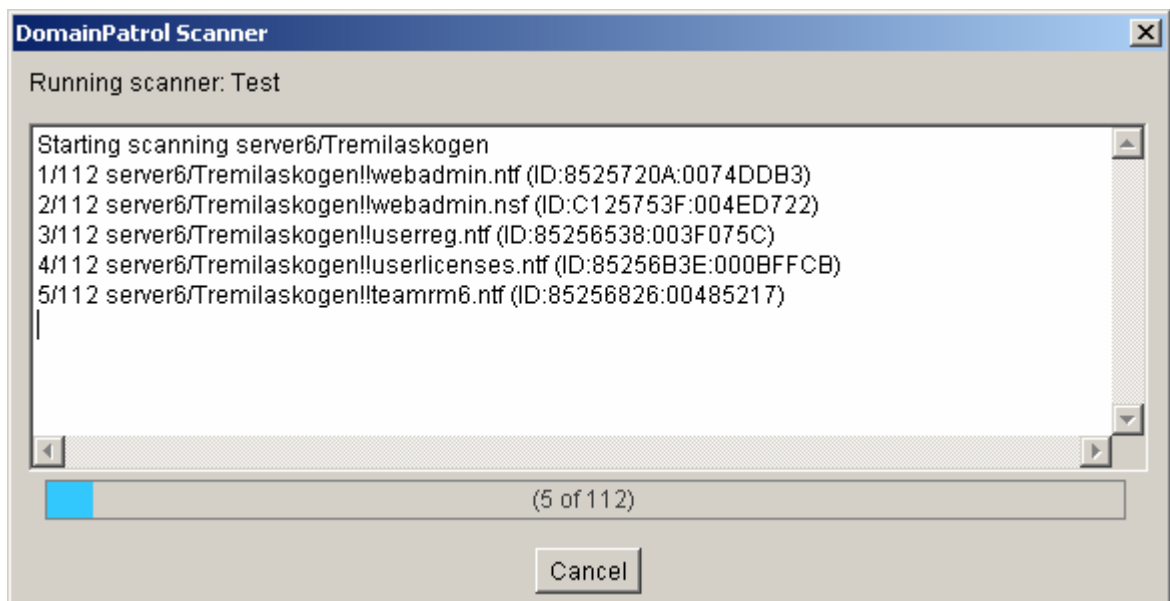 DomainPatrol Scanner
Running scanner: Test
Starting scanning server6/Tremilaskogen
1/112 server6/Tremilaskogen!!webadmin.ntf (ID:8525720A:0074DDB3)
2/112 server6/Tremilaskogen!!webadmin.nsf (ID:C125753F:004ED722)
3/112 server6/Tremilaskogen!!userreg.ntf (ID:85256538:003F075C)
4/112 server6/Tremilaskogen!!userlicenses.ntf (ID:85256B3E:000BFFCB)
5/112 server6/Tremilaskogen!!teamrm6.ntf (ID:85256826:00485217)
(5 of 112)
Cancel